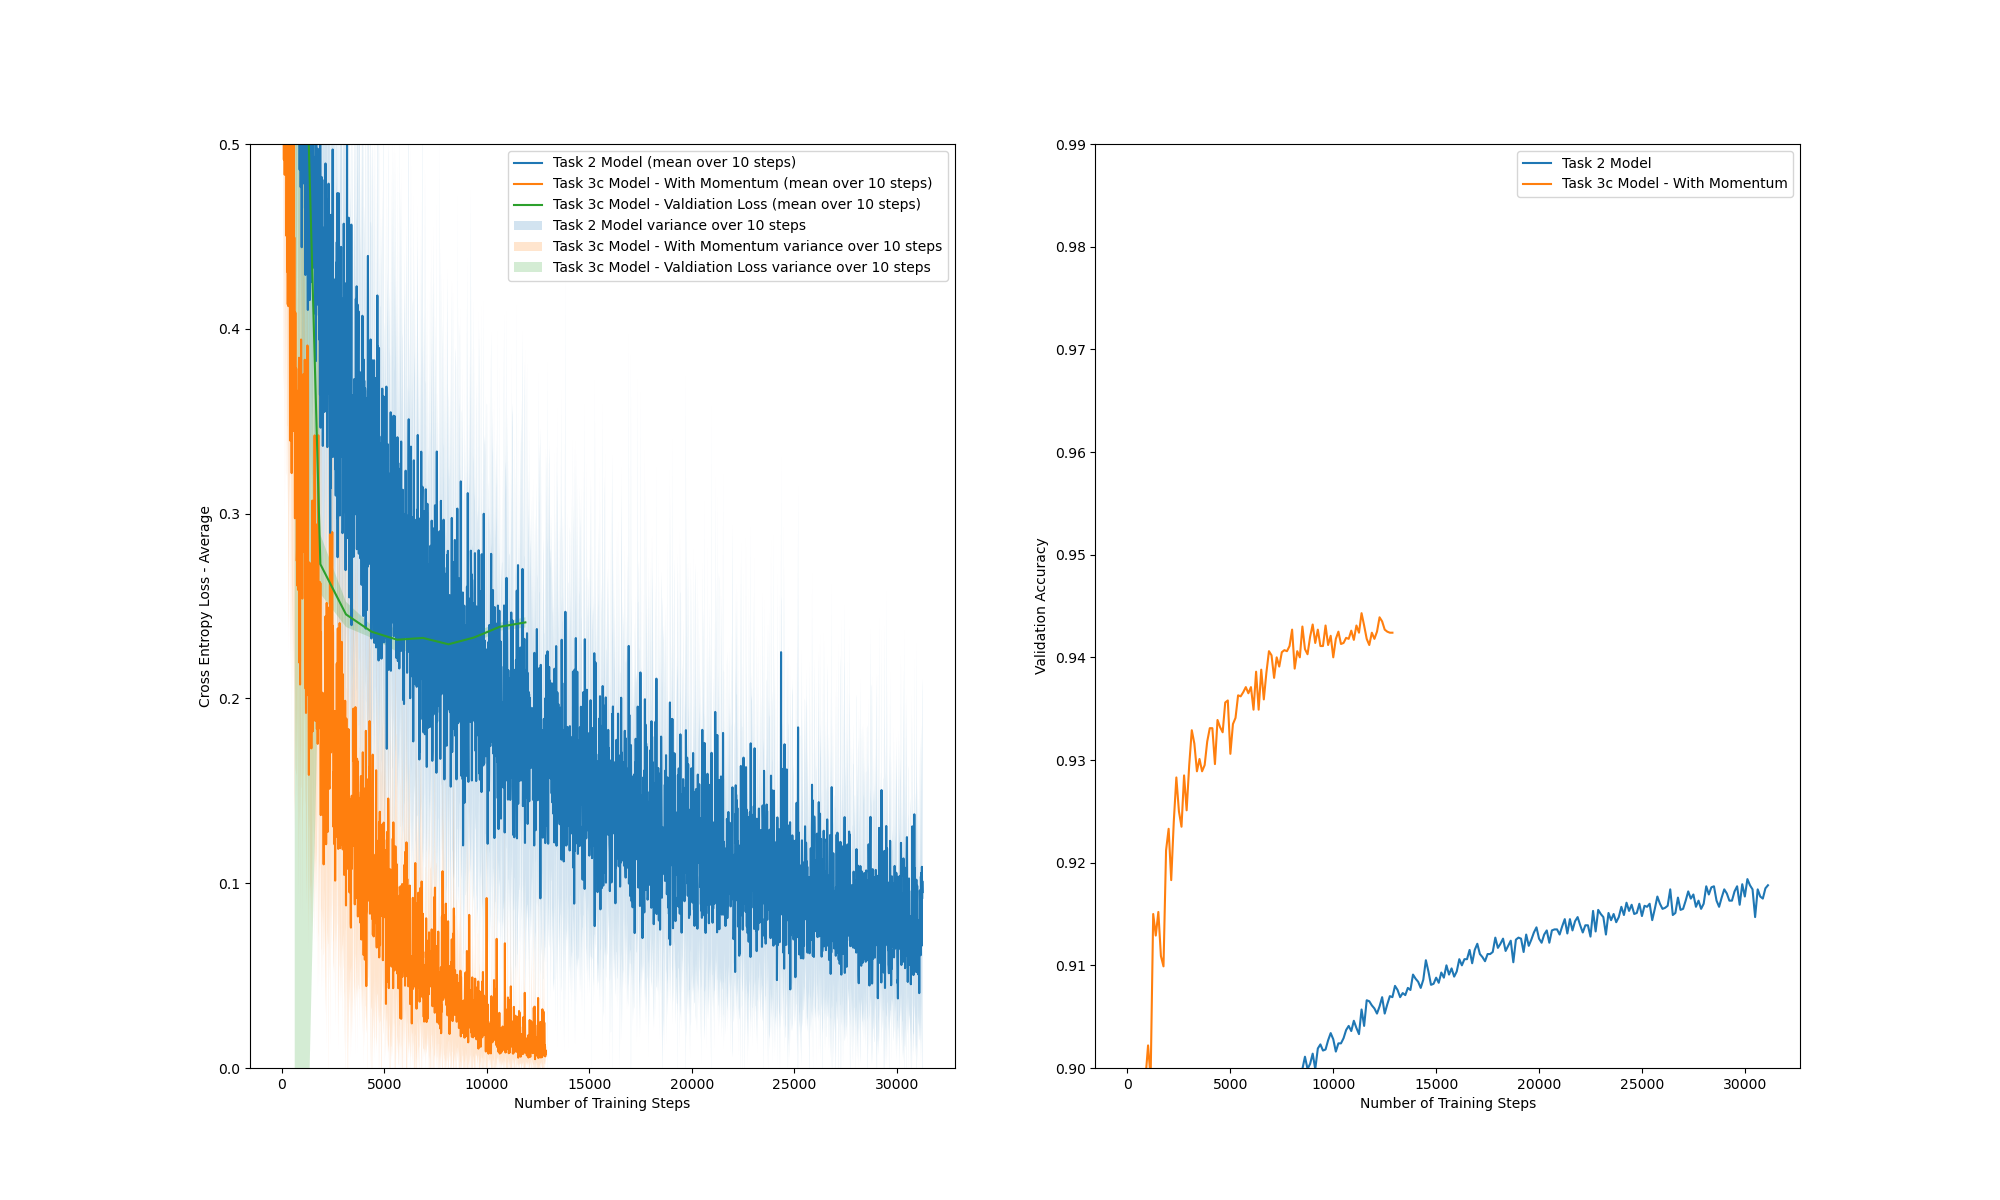 0.5
0.4
0.3
0.2
0.1
0.0
Cross Entropy Loss - Average
Task 2 Model (mean over 10 steps)
Task 3c Model - With Momentum (mean over 10 steps)
Task 3c Model - Valdiation Loss (mean over 10 steps)
Task 2 Model variance over 10 steps
Task 3c Model - With Momentum variance over 10 steps
Task 3c Model - Valdiation Loss variance over 10 steps
0 5000 10000 15000 20000 25000 30000
Number of Training Steps
0.99
0.98
0.97
0.96
0.95
0.94
0.93
0.92
0.91
0.90
Validation Accuracy
Task 2 Model
Task 3c Model - With Momentum
0 5000 10000 15000 20000 25000 30000
Number of Training Steps